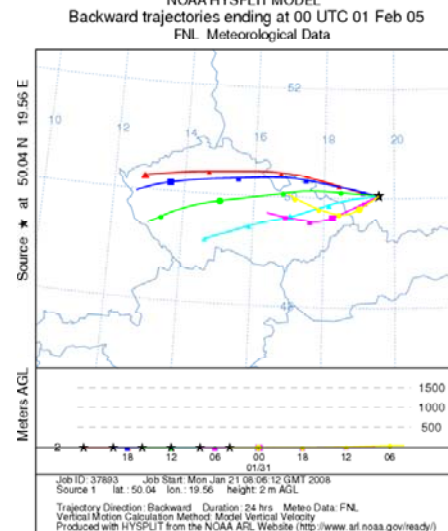 NOAA HYSPLIT MODEL
Backward trajectories ending at 00 UTC 01 Feb 05
FNL Meteorological Data
Source ★ at 50.04 N 19.56 E
10
12
14
16
18
20
52
Meters AGL
1500
1000
500
2
18 12 06 00 18 12 06
01/31
Job ID: 37893 Job Start: Mon Jan 21 08:06:12 GMT 2008
Source 1 lat.: 50.04 lon.: 19.56 height: 2 m AGL
Trajectory Direction: Backward Duration: 24 hrs Meteo Data: FNL
Vertical Motion Calculation Method: Model Vertical Velocity
Produced with HYSPLIT from the NOAA ARL Website (http://www.arl.noaa.gov/ready/)